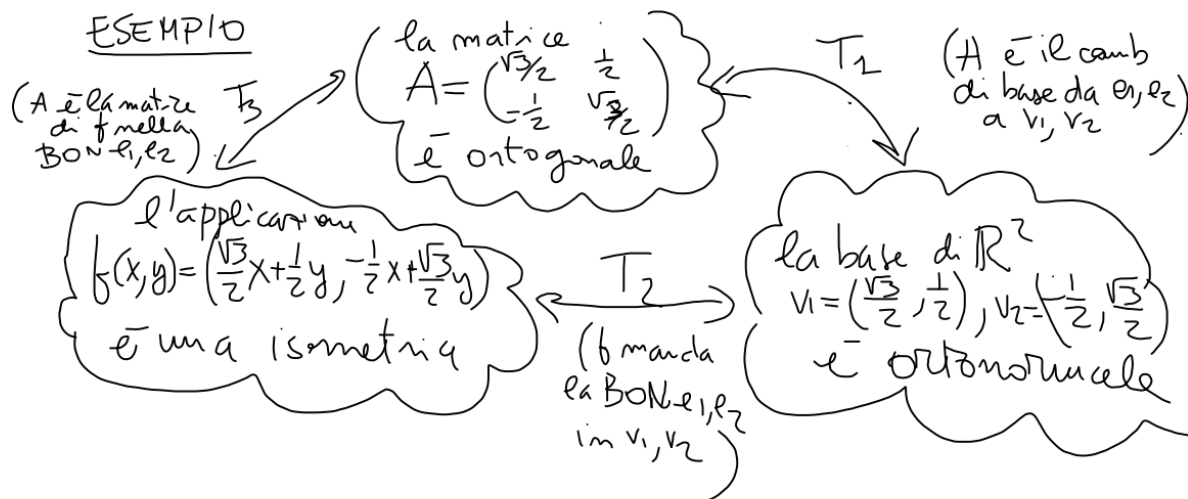 ESEMPIO
(A è la matrice
di f nella
BON e1,e2)
T3
la matrice
A = ( √3/2 1/2
-1/2 √3/2 )
è ortogonale
T1
(A è il camb
di base da e1,e2
a v1, v2)
l'applicazione
f(x,y) = (√3/2 x + 1/2 y, -1/2 x + √3/2 y)
è una isometria
T2
(f manda
la BON e1,e2
in v1, v2)
la base di ℝ²
v1 = (√3/2, 1/2), v2 = (-1/2, √3/2)
è ortonormale